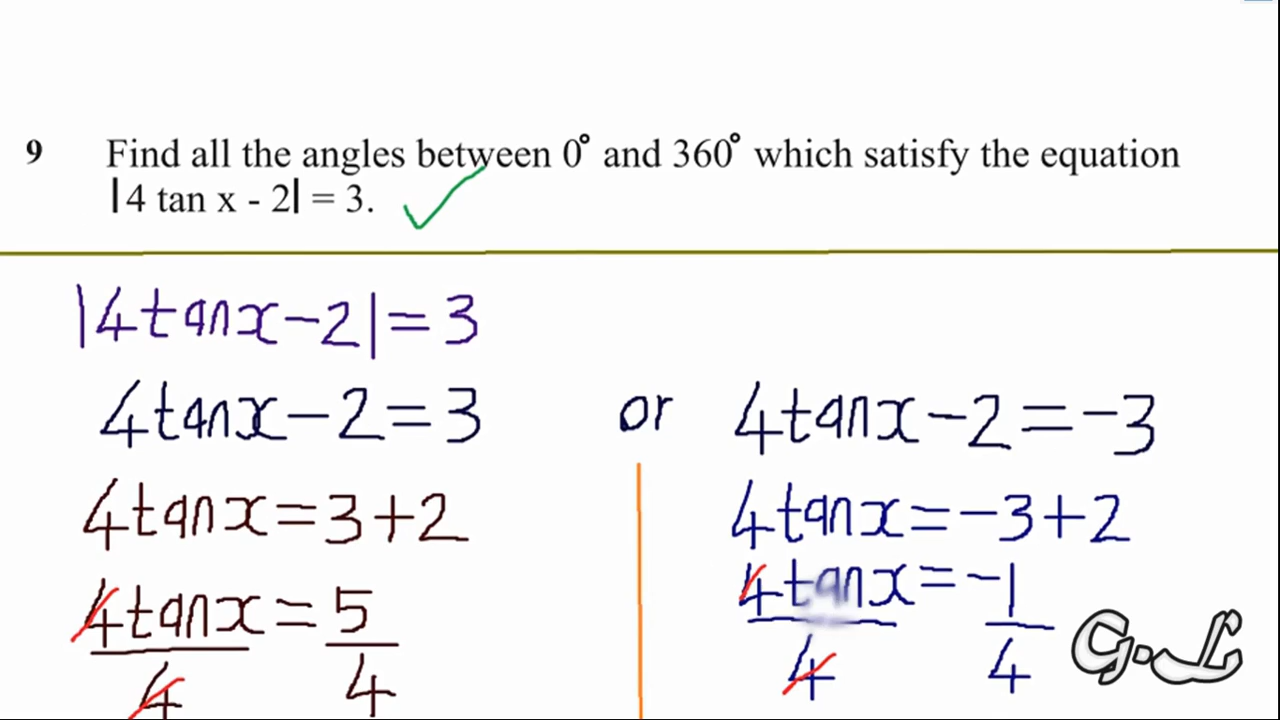 9 Find all the angles between 0° and 360° which satisfy the equation
|4 tan x - 2| = 3.
|4tanx-2|=3
4tanx-2=3 or 4tanx-2=-3
4tanx=3+2
4tanx=5
4 4
4tanx=-3+2
4tanx=-1
4 4
G.L